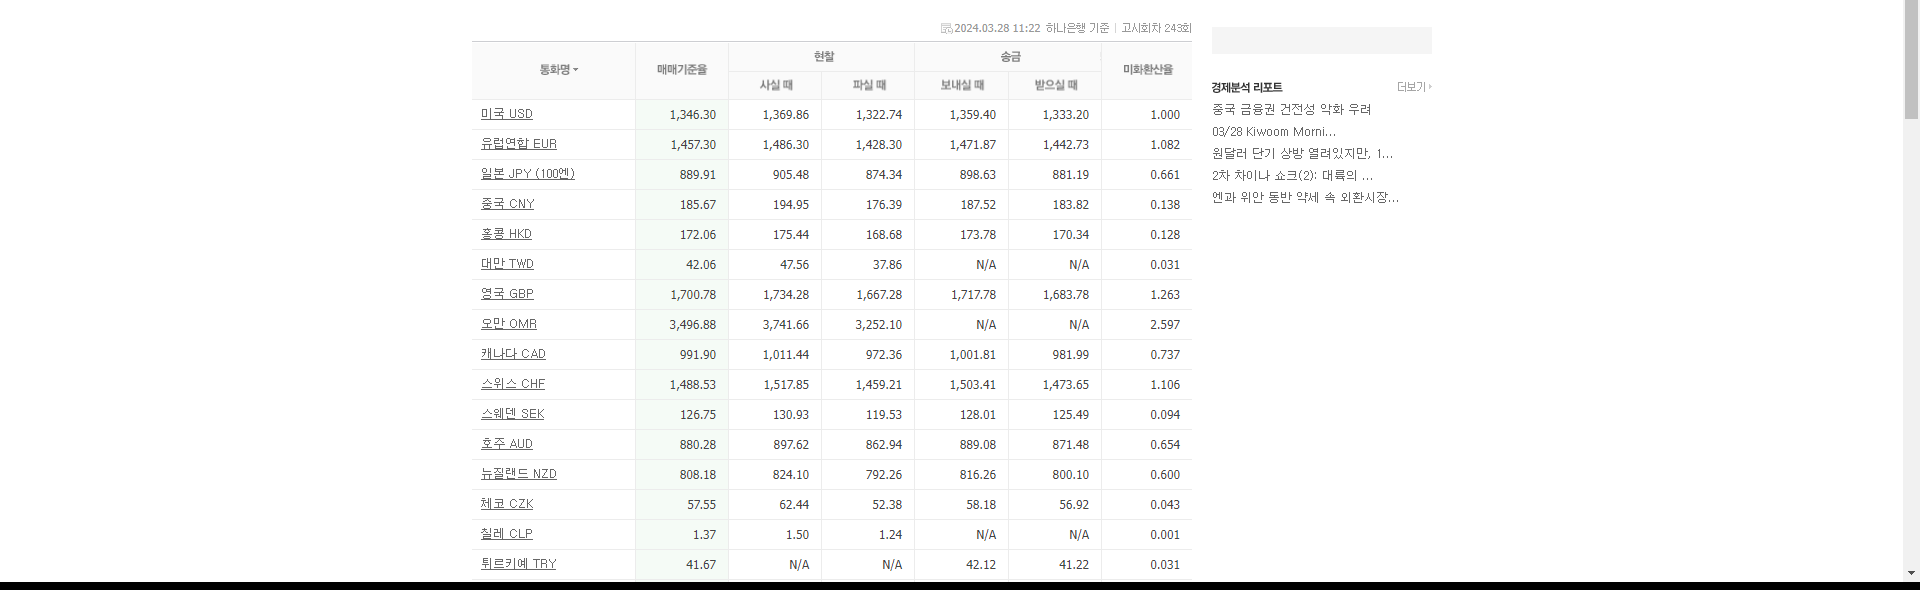 2024.03.28 11:22 하나은행 기준 고시회차 243회
통화명 매매기준율 현찰 송금 미화환산율
사실 때 파실 때 보내실 때 받으실 때
미국 USD 1,346.30 1,369.86 1,322.74 1,359.40 1,333.20 1.000
유럽연합 EUR 1,457.30 1,486.30 1,428.30 1,471.87 1,442.73 1.082
일본 JPY (100엔) 889.91 905.48 874.34 898.63 881.19 0.661
중국 CNY 185.67 194.95 176.39 187.52 183.82 0.138
홍콩 HKD 172.06 175.44 168.68 173.78 170.34 0.128
대만 TWD 42.06 47.56 37.86 N/A N/A 0.031
영국 GBP 1,700.78 1,734.28 1,667.28 1,717.78 1,683.78 1.263
오만 OMR 3,496.88 3,741.66 3,252.10 N/A N/A 2.597
캐나다 CAD 991.90 1,011.44 972.36 1,001.81 981.99 0.737
스위스 CHF 1,488.53 1,517.85 1,459.21 1,503.41 1,473.65 1.106
스웨덴 SEK 126.75 130.93 119.53 128.01 125.49 0.094
호주 AUD 880.28 897.62 862.94 889.08 871.48 0.654
뉴질랜드 NZD 808.18 824.10 792.26 816.26 800.10 0.600
체코 CZK 57.55 62.44 52.38 58.18 56.92 0.043
칠레 CLP 1.37 1.50 1.24 N/A N/A 0.001
튀르키예 TRY 41.67 N/A N/A 42.12 41.22 0.031
경제분석 리포트 더보기
중국 금융권 건전성 악화 우려
03/28 Kiwoom Morni...
원달러 단기 상방 열려있지만, 1...
2차 차이나 쇼크(2): 대륙의 ...
엔과 위안 동반 약세 속 외환시장...